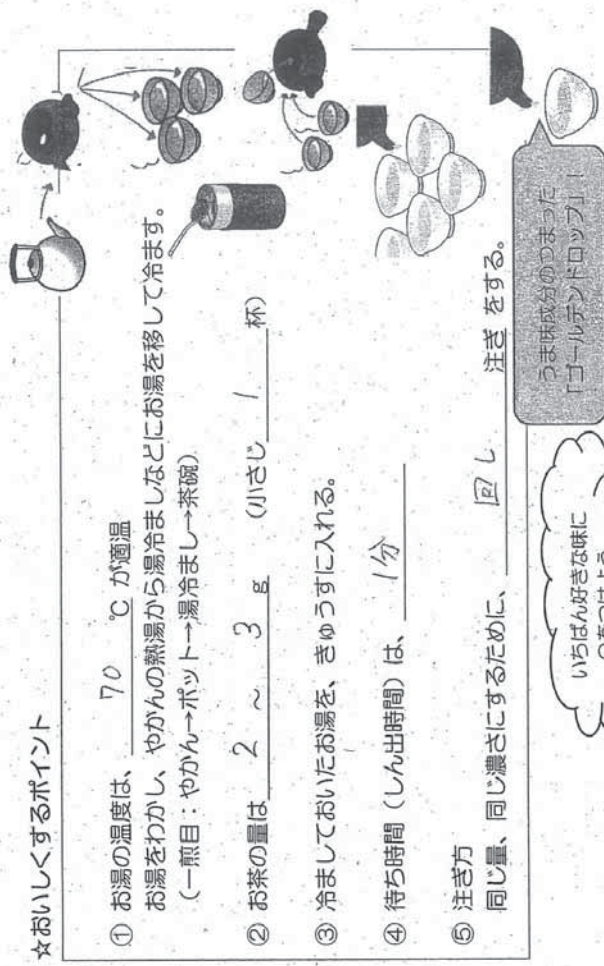 ☆おいしくするポイント
① お湯の温度は、 70 ℃ が適温
お湯をわかし、やかんの熱湯から湯冷ましなどにお湯を移して冷ます。
(一煎目：やかん→ポット→湯冷まし→茶碗)
② お茶の量は 2 ～ 3 g (小さじ 1 杯)
③ 冷ましておいたお湯を、きゅうすに入れる。
④ 待ち時間（しん出時間）は、 1分
⑤ 注ぎ方
同じ量、同じ濃さにするために、 回し 注ぎ をする。
うま味成分のつまった
「ゴールデンドロップ」！
いちばん好きな味に